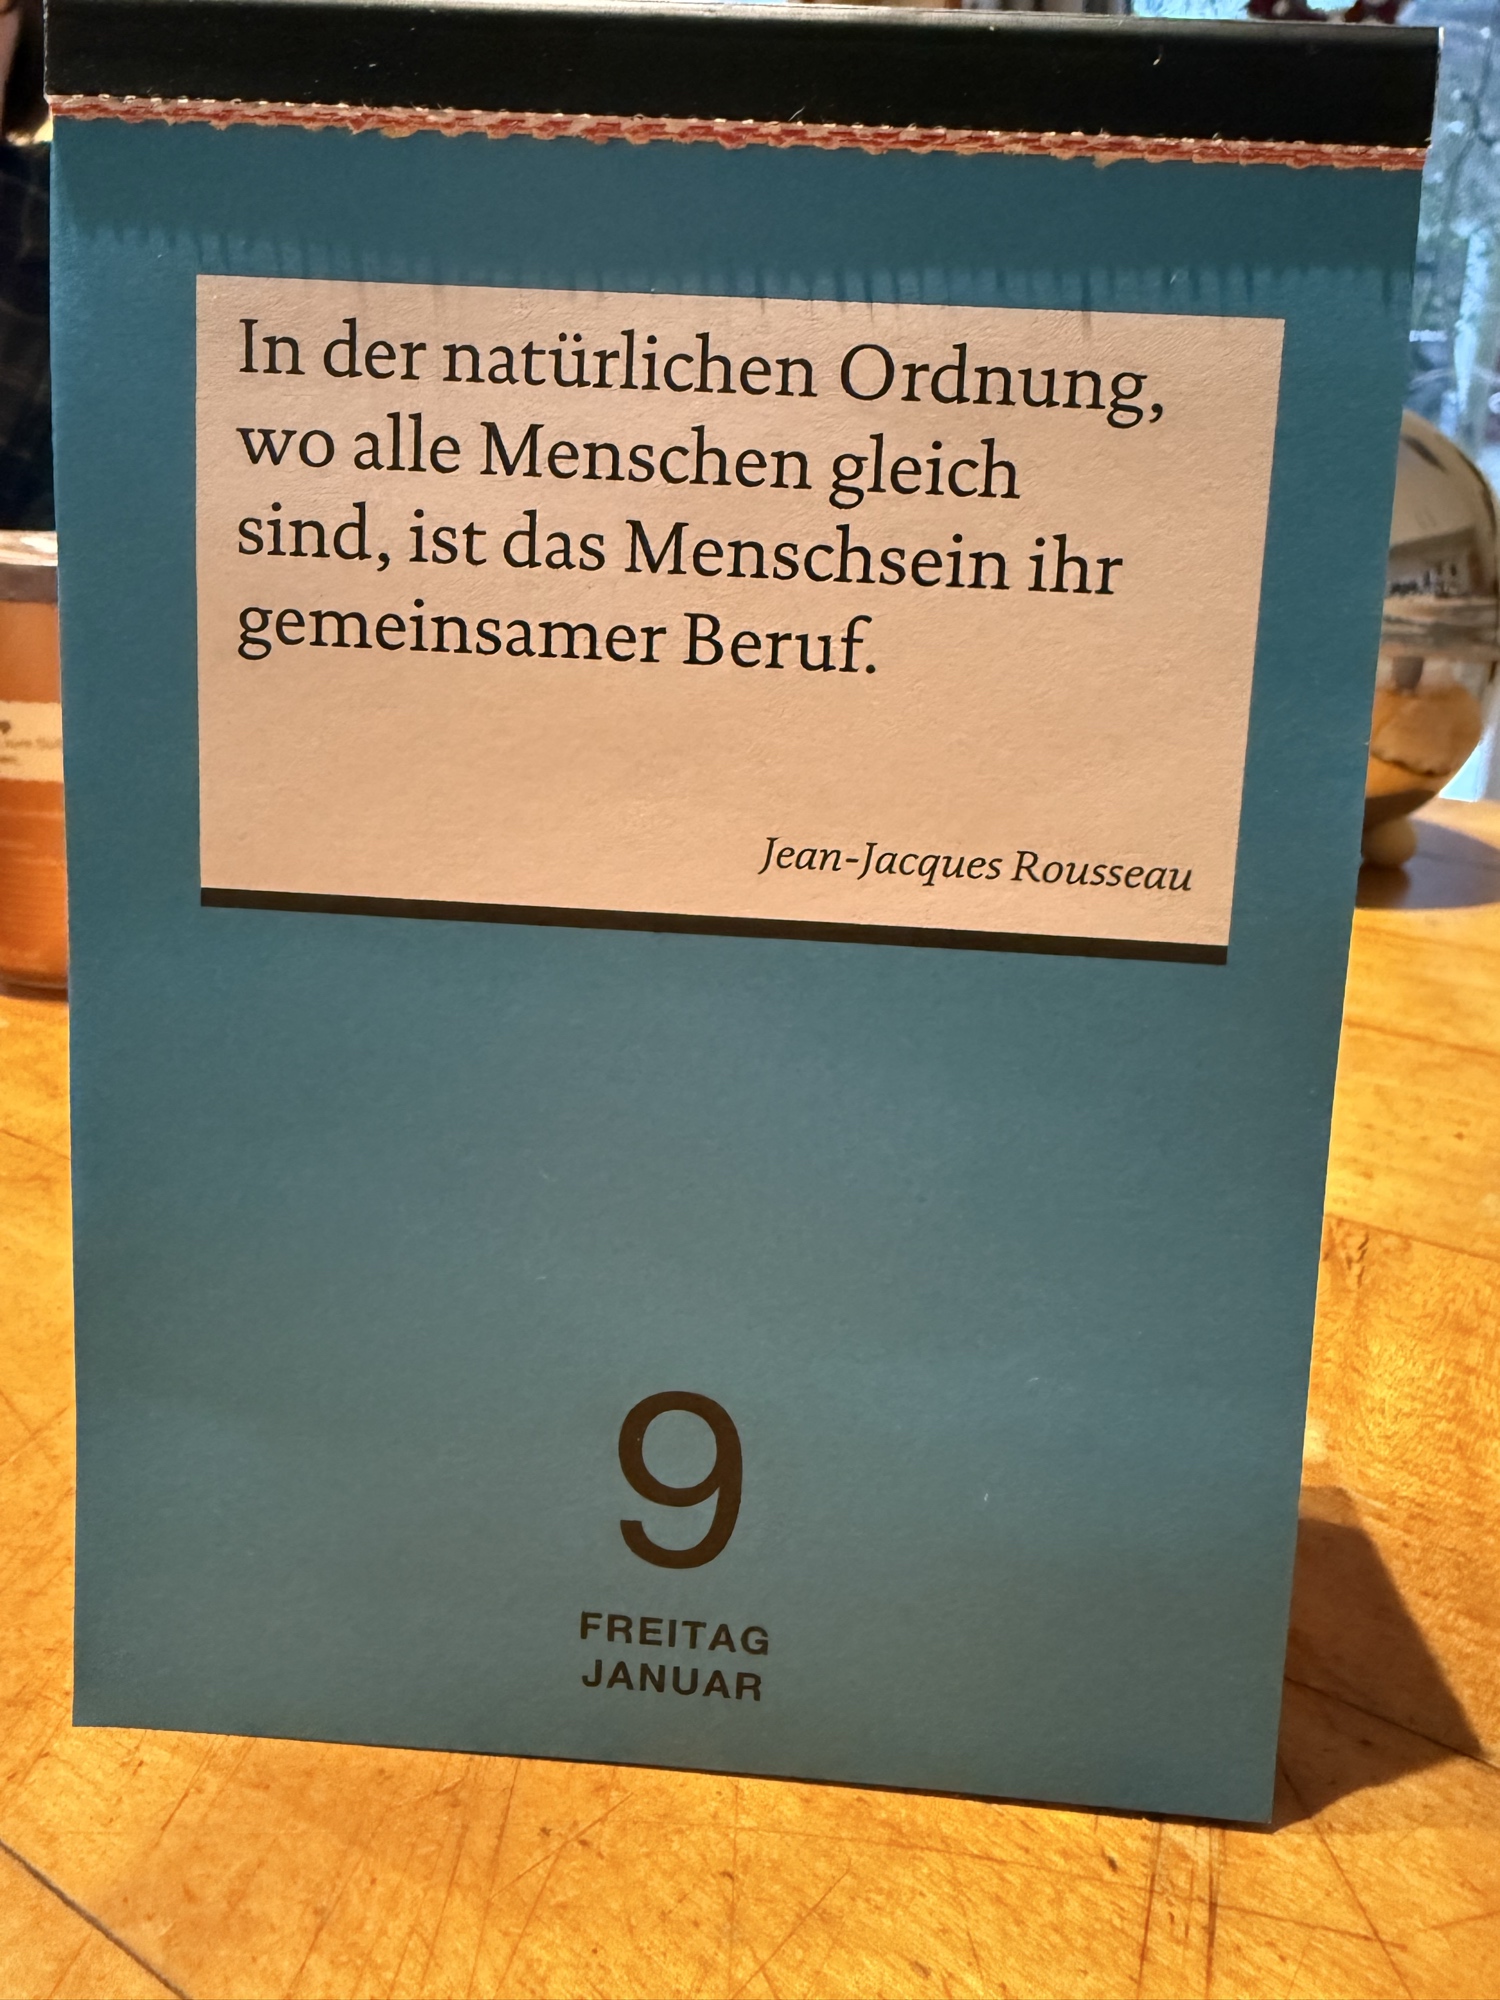 In der natürlichen Ordnung,
wo alle Menschen gleich
sind, ist das Menschsein ihr
gemeinsamer Beruf.
Jean-Jacques Rousseau
9
FREITAG
JANUAR